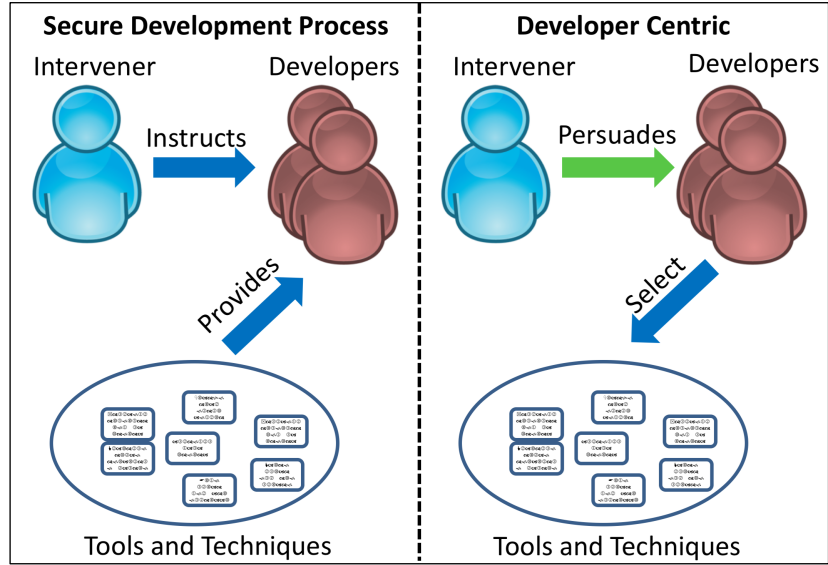 Secure Development Process
Intervener
Developers
Instructs
Provides
Tools and Techniques
Developer Centric
Intervener
Developers
Persuades
Select
Tools and Techniques